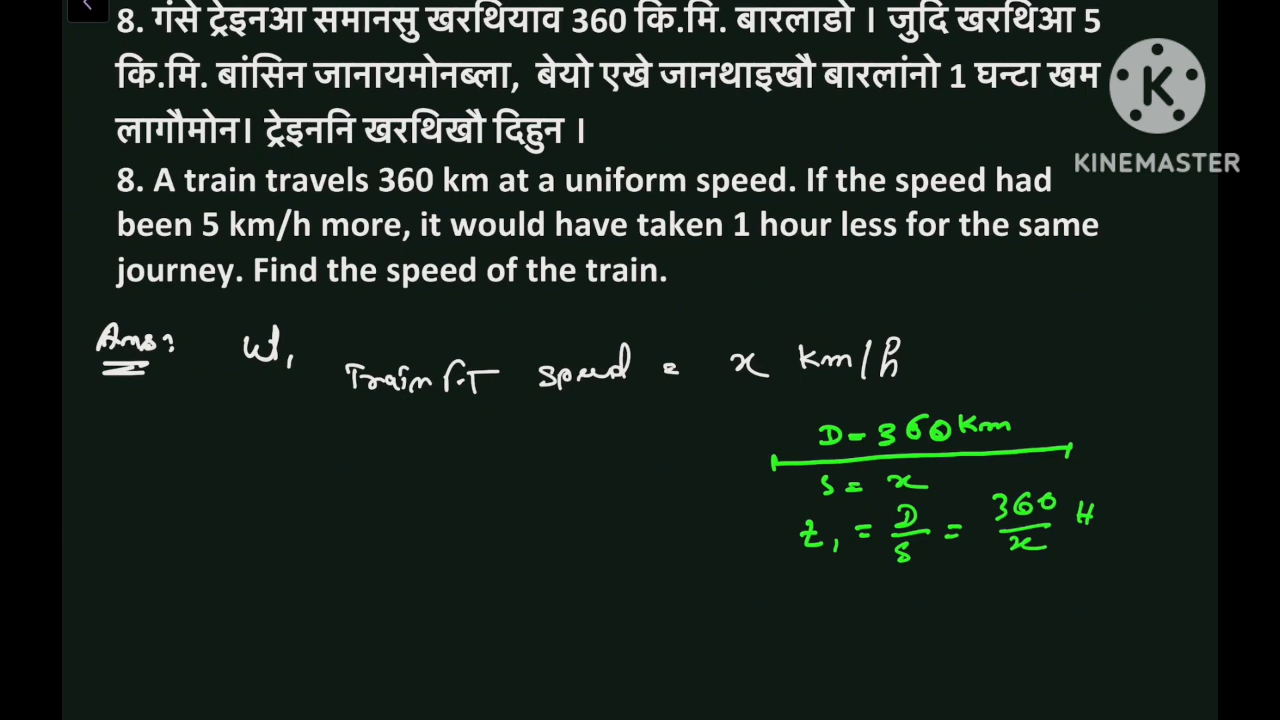 8. गंसे ट्रेइनआ समानसु खरथियाव 360 कि.मि. बारलाडो । जुदि खरथिआ 5
कि.मि. बांसिन जानायमोनब्ला, बेयो एखे जानथाइखौ बारलांनो 1 घन्टा खम
लागौमोन। ट्रेइननि खरथिखौ दिहुन ।
K
KINEMASTER
8. A train travels 360 km at a uniform speed. If the speed had
been 5 km/h more, it would have taken 1 hour less for the same
journey. Find the speed of the train.
Ans:
Train speed = x km/h
D = 360 Km
S = x
t₁ = D/S = 360/x H